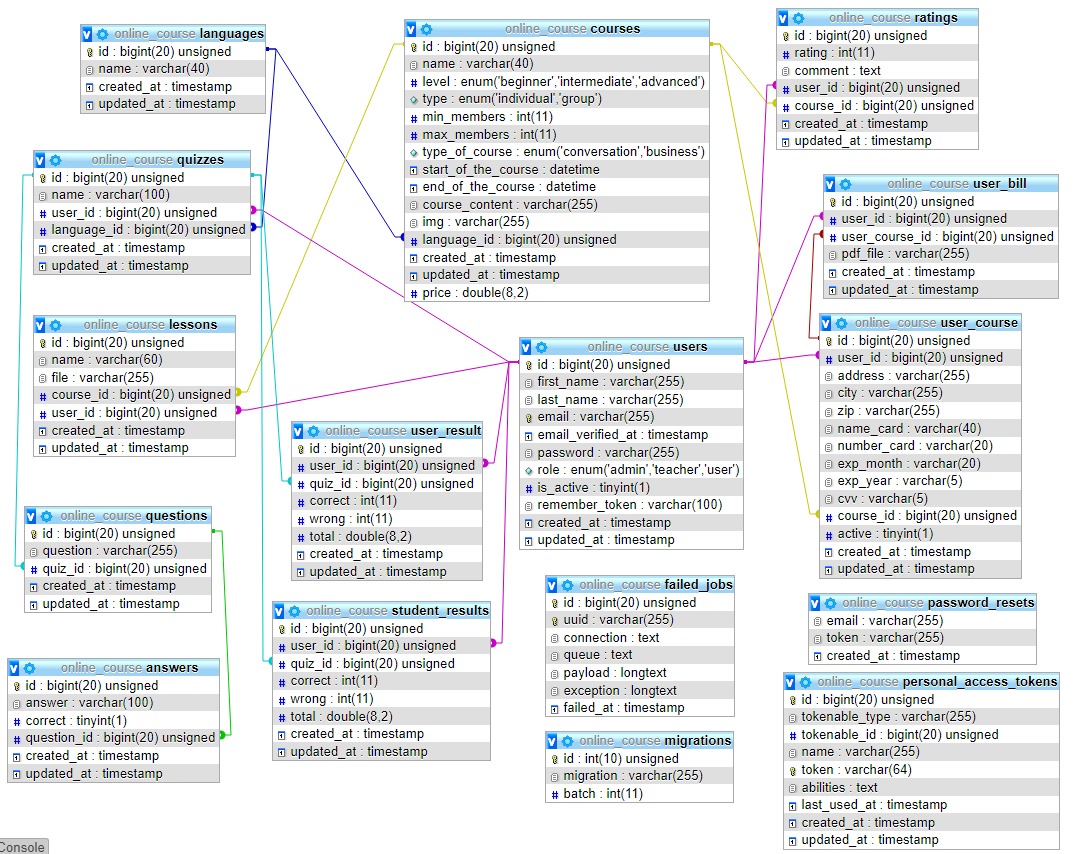 online_course languages
id : bigint(20) unsigned
name : varchar(40)
created_at : timestamp
updated_at : timestamp
online_course quizzes
id : bigint(20) unsigned
name : varchar(100)
user_id : bigint(20) unsigned
language_id : bigint(20) unsigned
created_at : timestamp
updated_at : timestamp
online_course lessons
id : bigint(20) unsigned
name : varchar(60)
file : varchar(255)
course_id : bigint(20) unsigned
user_id : bigint(20) unsigned
created_at : timestamp
updated_at : timestamp
online_course questions
id : bigint(20) unsigned
question : varchar(255)
quiz_id : bigint(20) unsigned
created_at : timestamp
updated_at : timestamp
online_course answers
id : bigint(20) unsigned
answer : varchar(100)
correct : tinyint(1)
question_id : bigint(20) unsigned
created_at : timestamp
updated_at : timestamp
online_course user_result
id : bigint(20) unsigned
user_id : bigint(20) unsigned
quiz_id : bigint(20) unsigned
correct : int(11)
wrong : int(11)
total : double(8,2)
created_at : timestamp
updated_at : timestamp
online_course student_results
id : bigint(20) unsigned
user_id : bigint(20) unsigned
quiz_id : bigint(20) unsigned
correct : int(11)
wrong : int(11)
total : double(8,2)
created_at : timestamp
updated_at : timestamp
online_course courses
id : bigint(20) unsigned
name : varchar(40)
level : enum('beginner','intermediate','advanced')
type : enum('individual','group')
min_members : int(11)
max_members : int(11)
type_of_course : enum('conversation','business')
start_of_the_course : datetime
end_of_the_course : datetime
course_content : varchar(255)
img : varchar(255)
language_id : bigint(20) unsigned
created_at : timestamp
updated_at : timestamp
price : double(8,2)
online_course users
id : bigint(20) unsigned
first_name : varchar(255)
last_name : varchar(255)
email : varchar(255)
email_verified_at : timestamp
password : varchar(255)
role : enum('admin','teacher','user')
is_active : tinyint(1)
remember_token : varchar(100)
created_at : timestamp
updated_at : timestamp
online_course failed_jobs
id : bigint(20) unsigned
uuid : varchar(255)
connection : text
queue : text
payload : longtext
exception : longtext
failed_at : timestamp
online_course migrations
id : int(10) unsigned
migration : varchar(255)
batch : int(11)
online_course ratings
id : bigint(20) unsigned
rating : int(11)
comment : text
user_id : bigint(20) unsigned
course_id : bigint(20) unsigned
created_at : timestamp
updated_at : timestamp
online_course user_bill
id : bigint(20) unsigned
user_id : bigint(20) unsigned
user_course_id : bigint(20) unsigned
pdf_file : varchar(255)
created_at : timestamp
updated_at : timestamp
online_course user_course
id : bigint(20) unsigned
user_id : bigint(20) unsigned
address : varchar(255)
city : varchar(255)
zip : varchar(255)
name_card : varchar(40)
number_card : varchar(20)
exp_month : varchar(20)
exp_year : varchar(5)
cvv : varchar(5)
course_id : bigint(20) unsigned
active : tinyint(1)
created_at : timestamp
updated_at : timestamp
online_course password_resets
email : varchar(255)
token : varchar(255)
created_at : timestamp
online_course personal_access_tokens
id : bigint(20) unsigned
tokenable_type : varchar(255)
tokenable_id : bigint(20) unsigned
name : varchar(255)
token : varchar(64)
abilities : text
last_used_at : timestamp
created_at : timestamp
updated_at : timestamp
Console